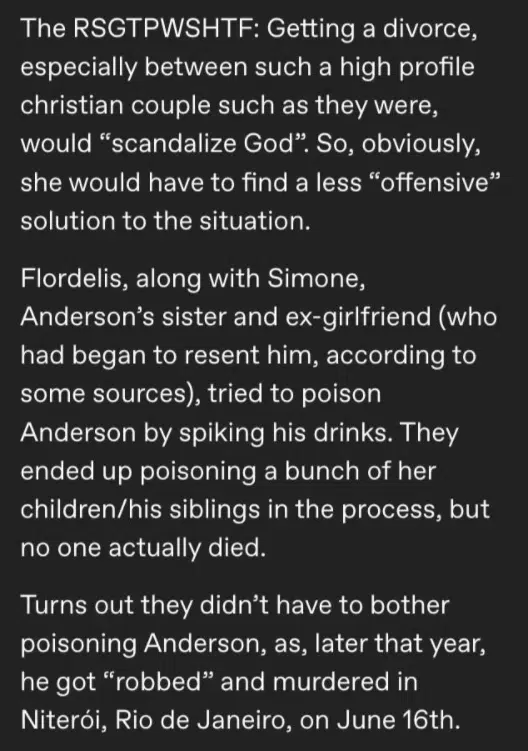 The RSGTPWSHTF: Getting a divorce,
especially between such a high profile
christian couple such as they were,
would “scandalize God”. So, obviously,
she would have to find a less “offensive”
solution to the situation.
Flordelis, along with Simone,
Anderson’s sister and ex-girlfriend (who
had began to resent him, according to
some sources), tried to poison
Anderson by spiking his drinks. They
ended up poisoning a bunch of her
children/his siblings in the process, but
no one actually died.
Turns out they didn’t have to bother
poisoning Anderson, as, later that year,
he got “robbed” and murdered in
Niterói, Rio de Janeiro, on June 16th.